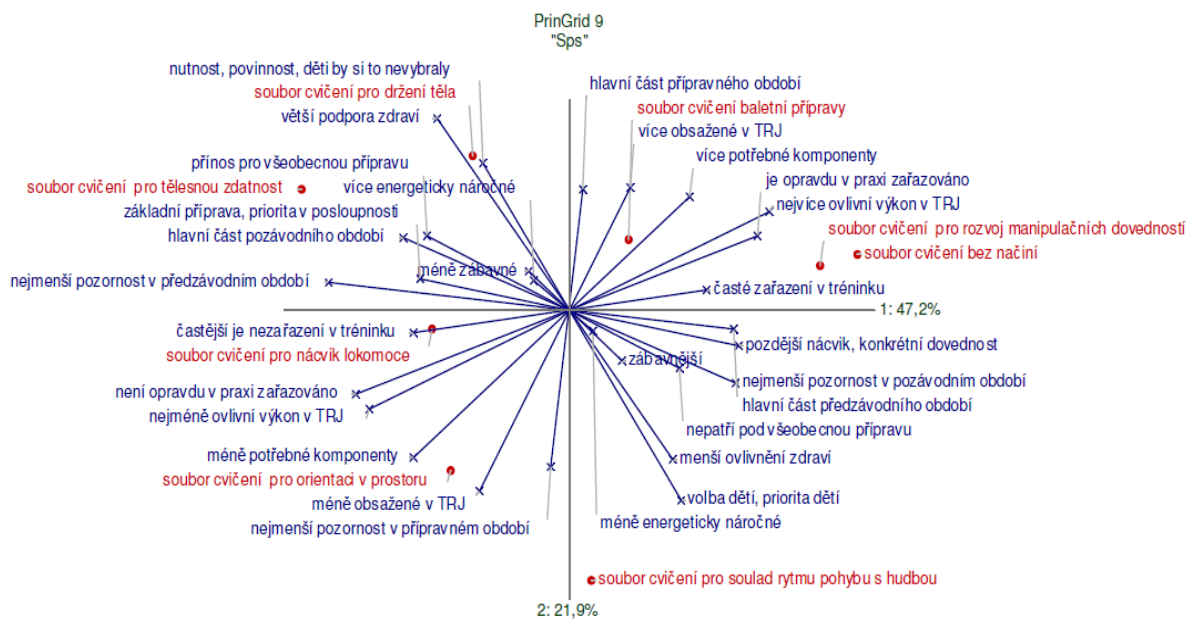 PrinGrid 9
"Sps"
nutnost, povinnost, děti by si to nevybraly
hlavní část přípravného období
soubor cvičení pro držení těla
soubor cvičení baletní přípravy
větší podpora zdraví
více obsažené v TRJ
přínos pro všeobecnou přípravu
více potřebné komponenty
soubor cvičení pro tělesnou zdatnost
více energeticky náročné
je opravdu v praxi zařazováno
základní příprava, priorita v posloupnosti
nejvíce ovlivní výkon v TRJ
hlavní část pozávodního období
soubor cvičení pro rozvoj manipulačních dovedností
soubor cvičení bez načiní
méně zábavné
nejmenší pozornost v předzávodním období
časté zařazení v tréninku
1: 47,2%
častější je nezařazení v tréninku
pozdější nácvik, konkrétní dovednost
soubor cvičení pro nácvik lokomoce
zábavnější
nejmenší pozornost v pozávodním období
není opravdu v praxi zařazováno
hlavní část předzávodního období
nejméně ovlivní výkon v TRJ
nepatří pod všeobecnou přípravu
méně potřebné komponenty
menší ovlivnění zdraví
soubor cvičení pro orientaci v prostoru
méně obsažené v TRJ
volba dětí, priorita dětí
nejmenší pozornost v přípravném období
méně energeticky náročné
soubor cvičení pro soulad rytmu pohybu s hudbou
2: 21,9%